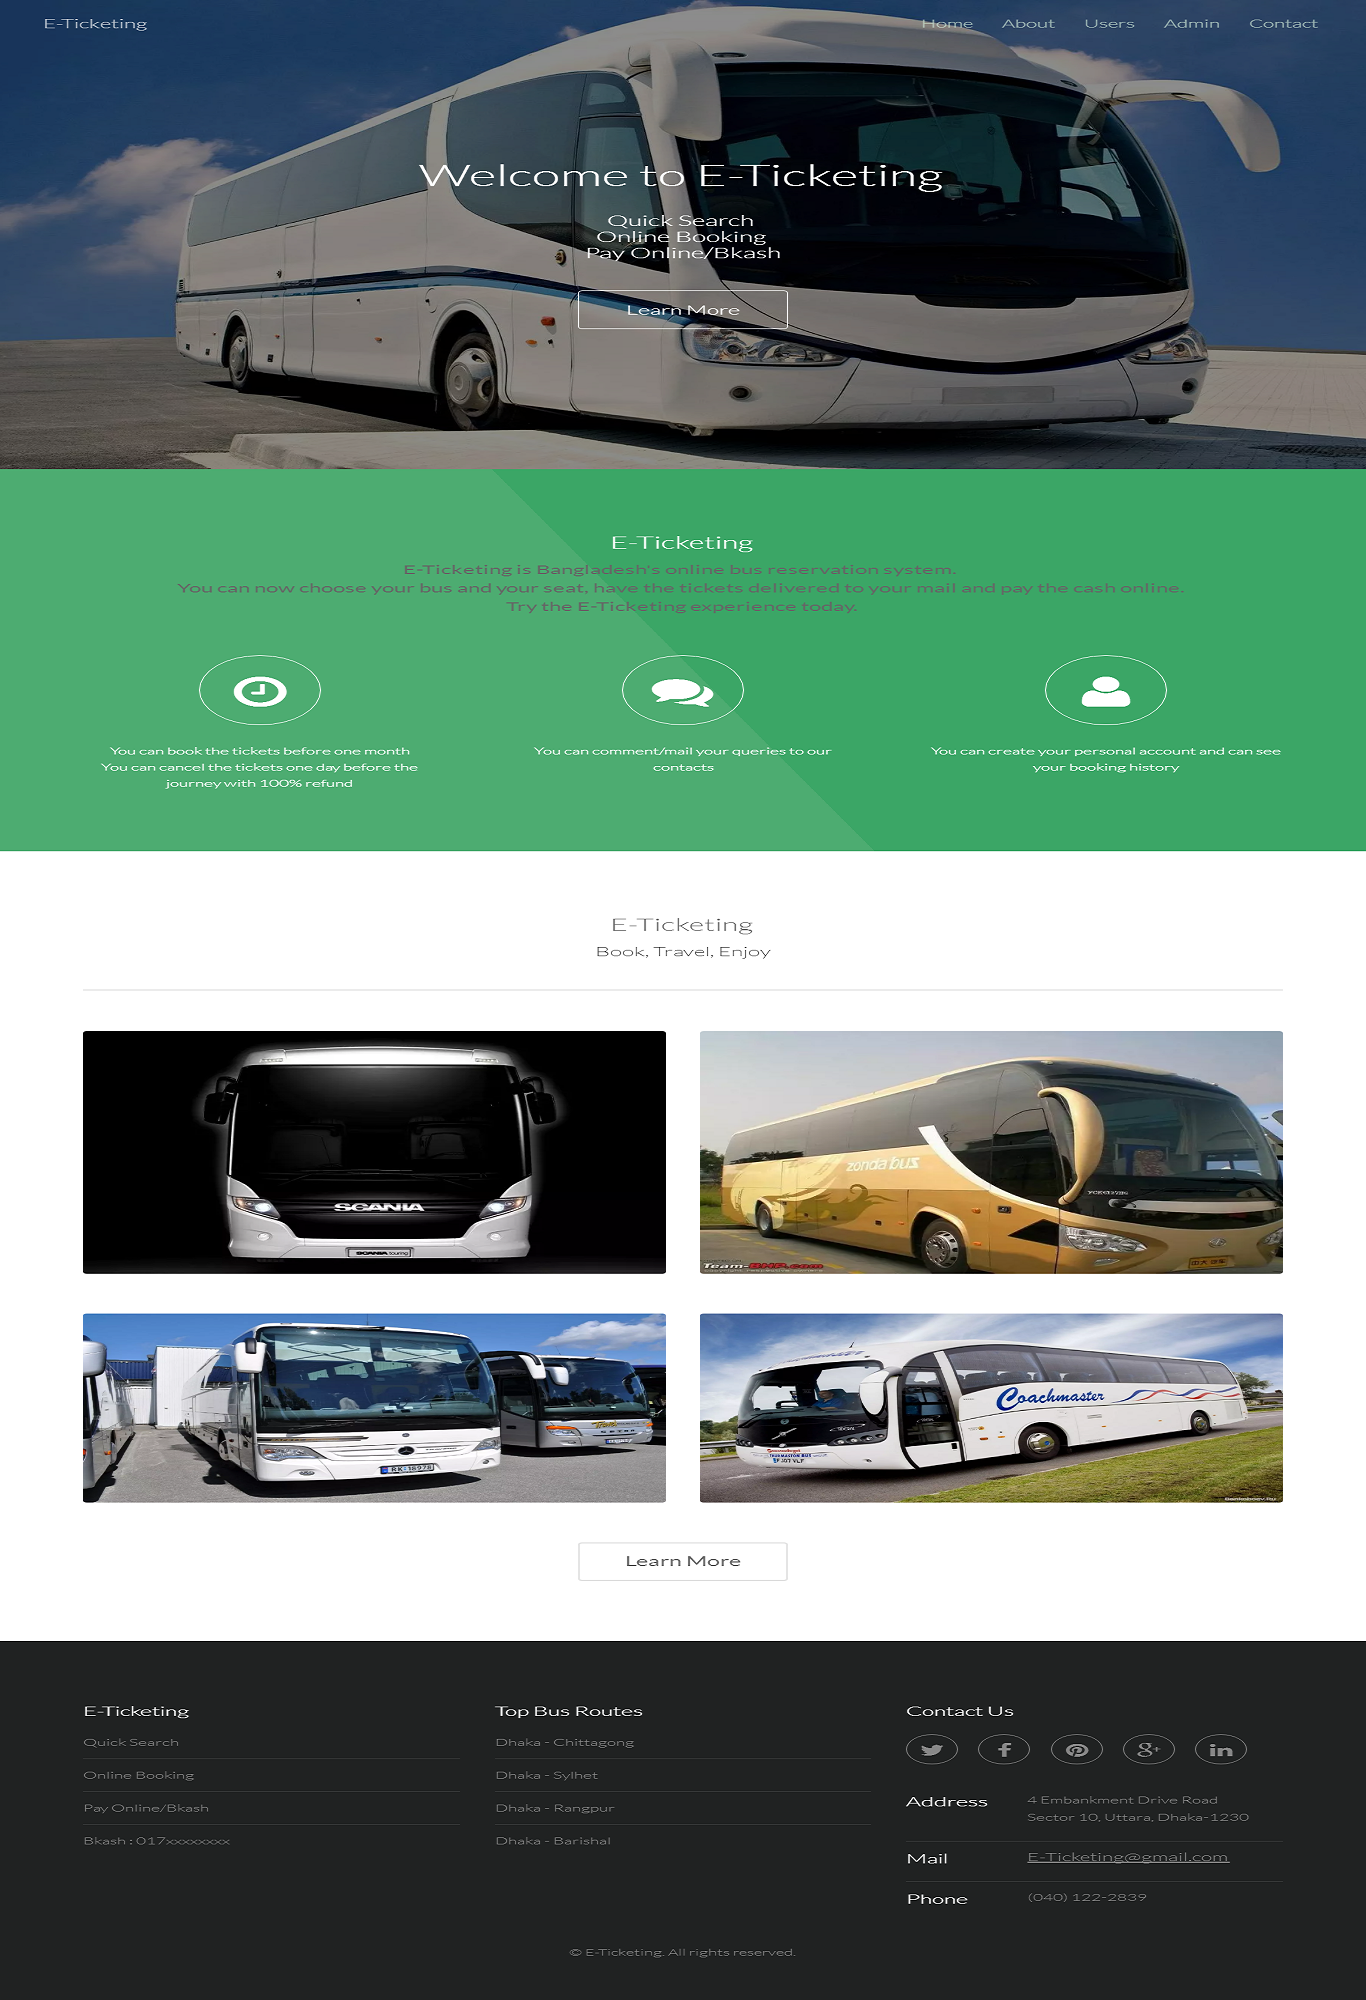 E-Ticketing
Home About Users Admin Contact
Welcome to E-Ticketing
Quick Search
Online Booking
Pay Online/Bkash
Learn More
E-Ticketing
E-Ticketing is Bangladesh's online bus reservation system.
You can now choose your bus and your seat, have the tickets delivered to your mail and pay the cash online.
Try the E-Ticketing experience today.
You can book the tickets before one month
You can cancel the tickets one day before the
journey with 100% refund
You can comment/mail your queries to our
contacts
You can create your personal account and can see
your booking history
E-Ticketing
Book, Travel, Enjoy
SCANIA
SCANIA touring
zonda bus
Team-BHP.com
RK 18978
Coachmaster
Learn More
E-Ticketing
Quick Search
Online Booking
Pay Online/Bkash
Bkash : 017xxxxxxxx
Top Bus Routes
Dhaka - Chittagong
Dhaka - Sylhet
Dhaka - Rangpur
Dhaka - Barishal
Contact Us
Address
4 Embankment Drive Road
Sector 10, Uttara, Dhaka-1230
Mail
E-Ticketing@gmail.com
Phone
(040) 122-2839
© E-Ticketing. All rights reserved.